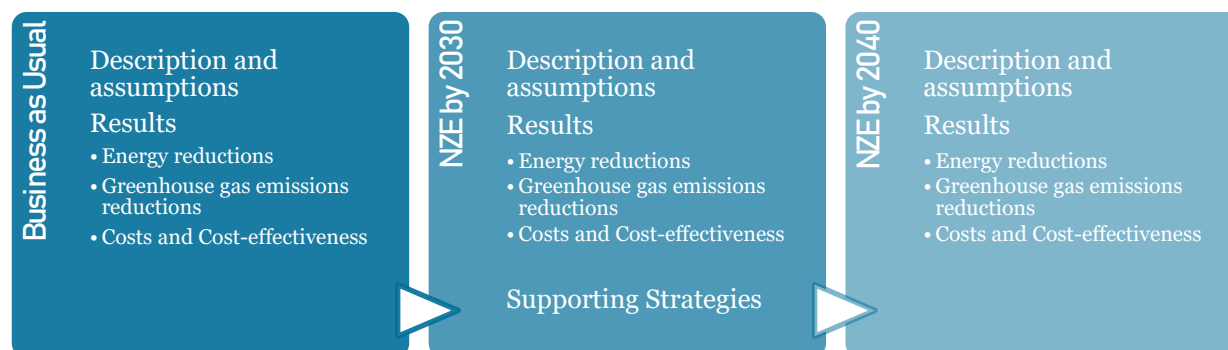 Business as Usual
Description and
assumptions
Results
• Energy reductions
• Greenhouse gas emissions
reductions
• Costs and Cost-effectiveness
NZE by 2030
Description and
assumptions
Results
• Energy reductions
• Greenhouse gas emissions
reductions
• Costs and Cost-effectiveness
Supporting Strategies
NZE by 2040
Description and
assumptions
Results
• Energy reductions
• Greenhouse gas emissions
reductions
• Costs and Cost-effectiveness